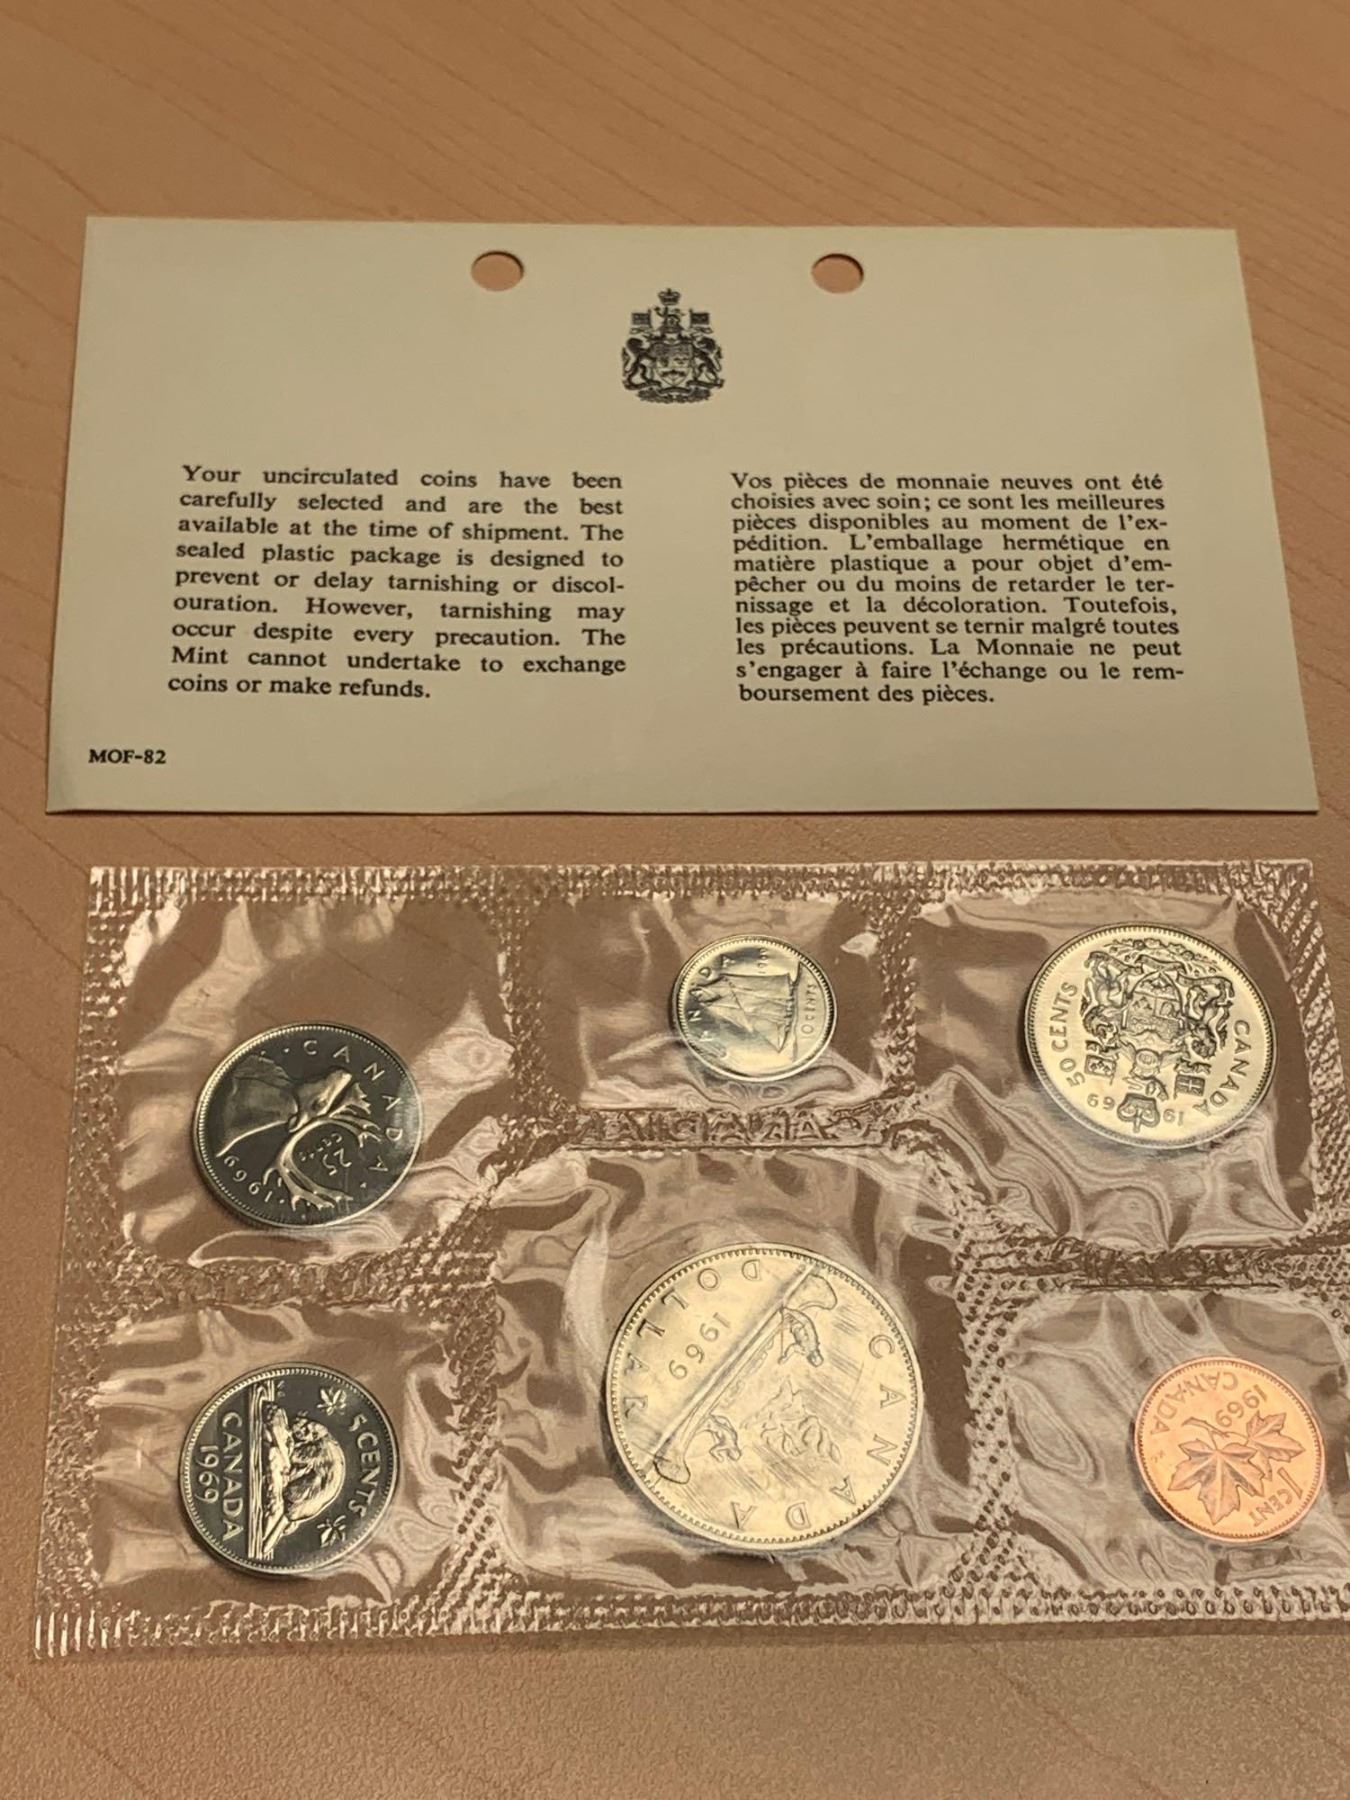 Your uncirculated coins have been
carefully selected and are the best
available at the time of shipment. The
sealed plastic package is designed to
prevent or delay tarnishing or discol-
ouration. However, tarnishing may
occur despite every precaution. The
Mint cannot undertake to exchange
coins or make refunds.
Vos pièces de monnaie neuves ont été
choisies avec soin; ce sont les meilleures
pièces disponibles au moment de l'ex-
pédition. L'emballage hermétique en
matière plastique a pour objet d'em-
pêcher ou du moins de retarder le ter-
nissage et la décoloration. Toutefois,
les pièces peuvent se ternir malgré toutes
les précautions. La Monnaie ne peut
s'engager à faire l'échange ou le rem-
boursement des pièces.
MOF-82
CANADA
25
CENTS
1969
CANADA
50 CENTS
CANADA
1969
5 CENTS
CANADA
1969
CANADA
1969
DOLLAR
1 CENT
CANADA
1969